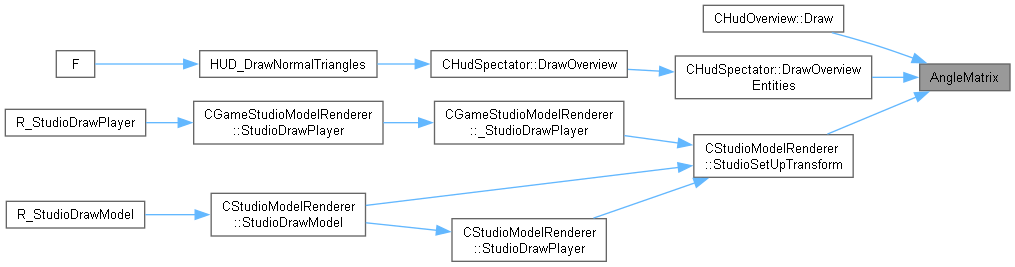 CHudOverview::Draw
F
HUD_DrawNormalTriangles
CHudSpectator::DrawOverview
CHudSpectator::DrawOverview
Entities
AngleMatrix
R_StudioDrawPlayer
CGameStudioModelRenderer
::StudioDrawPlayer
CGameStudioModelRenderer
::_StudioDrawPlayer
CStudioModelRenderer
::StudioSetUpTransform
R_StudioDrawModel
CStudioModelRenderer
::StudioDrawModel
CStudioModelRenderer
::StudioDrawPlayer